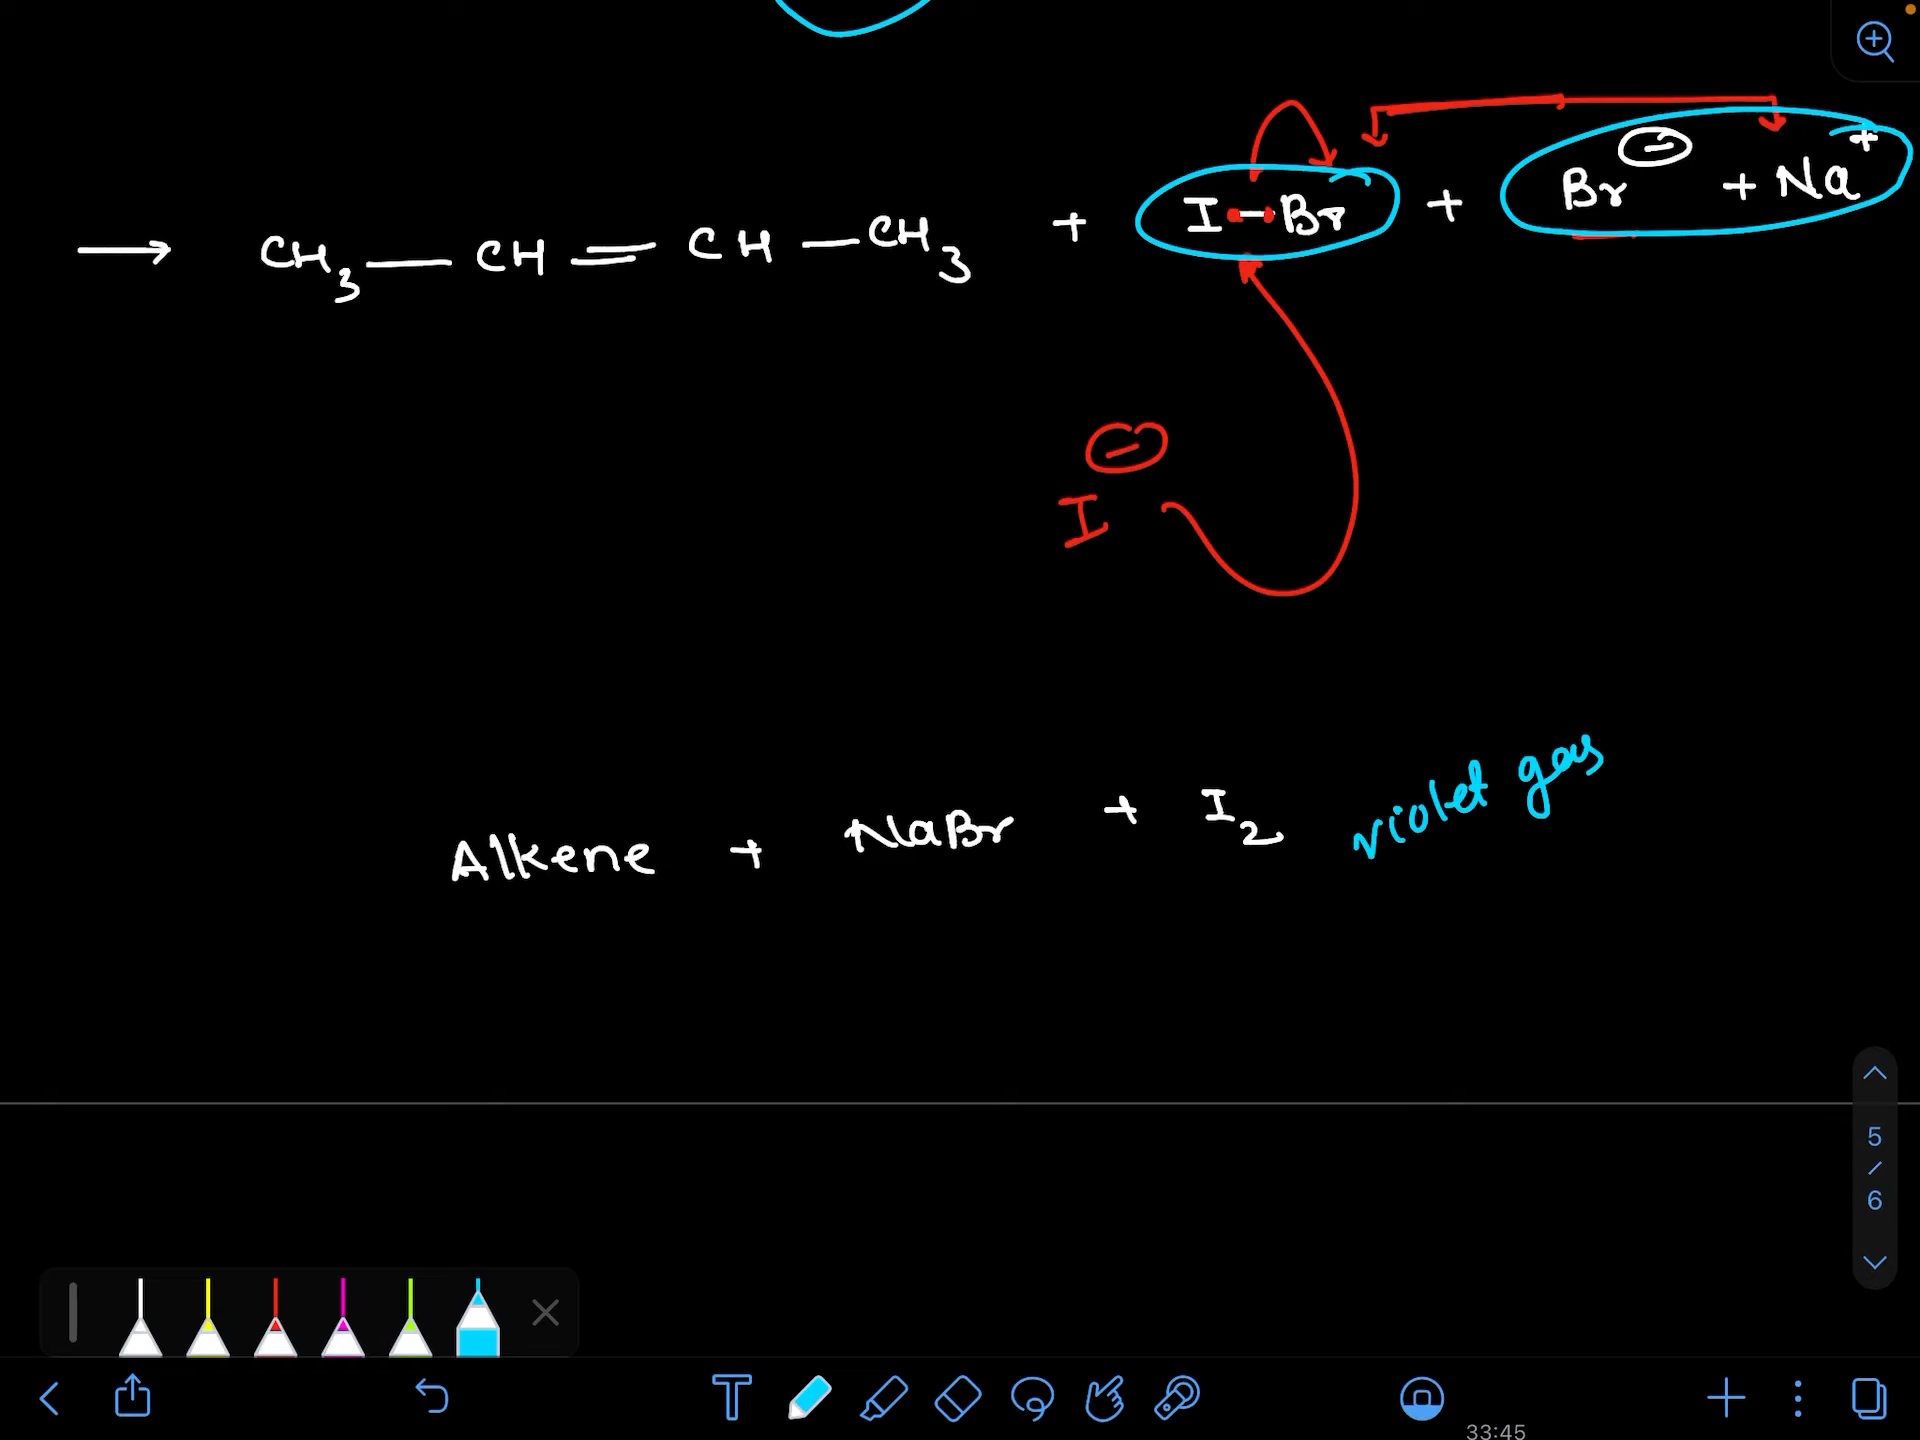 ⟶ CH₃—CH=CH—CH₃ + I—Br + Br⊖ + Na⁺
I⊖
Alkene + NaBr + I₂ violet gas
5
/
6
T
33:45